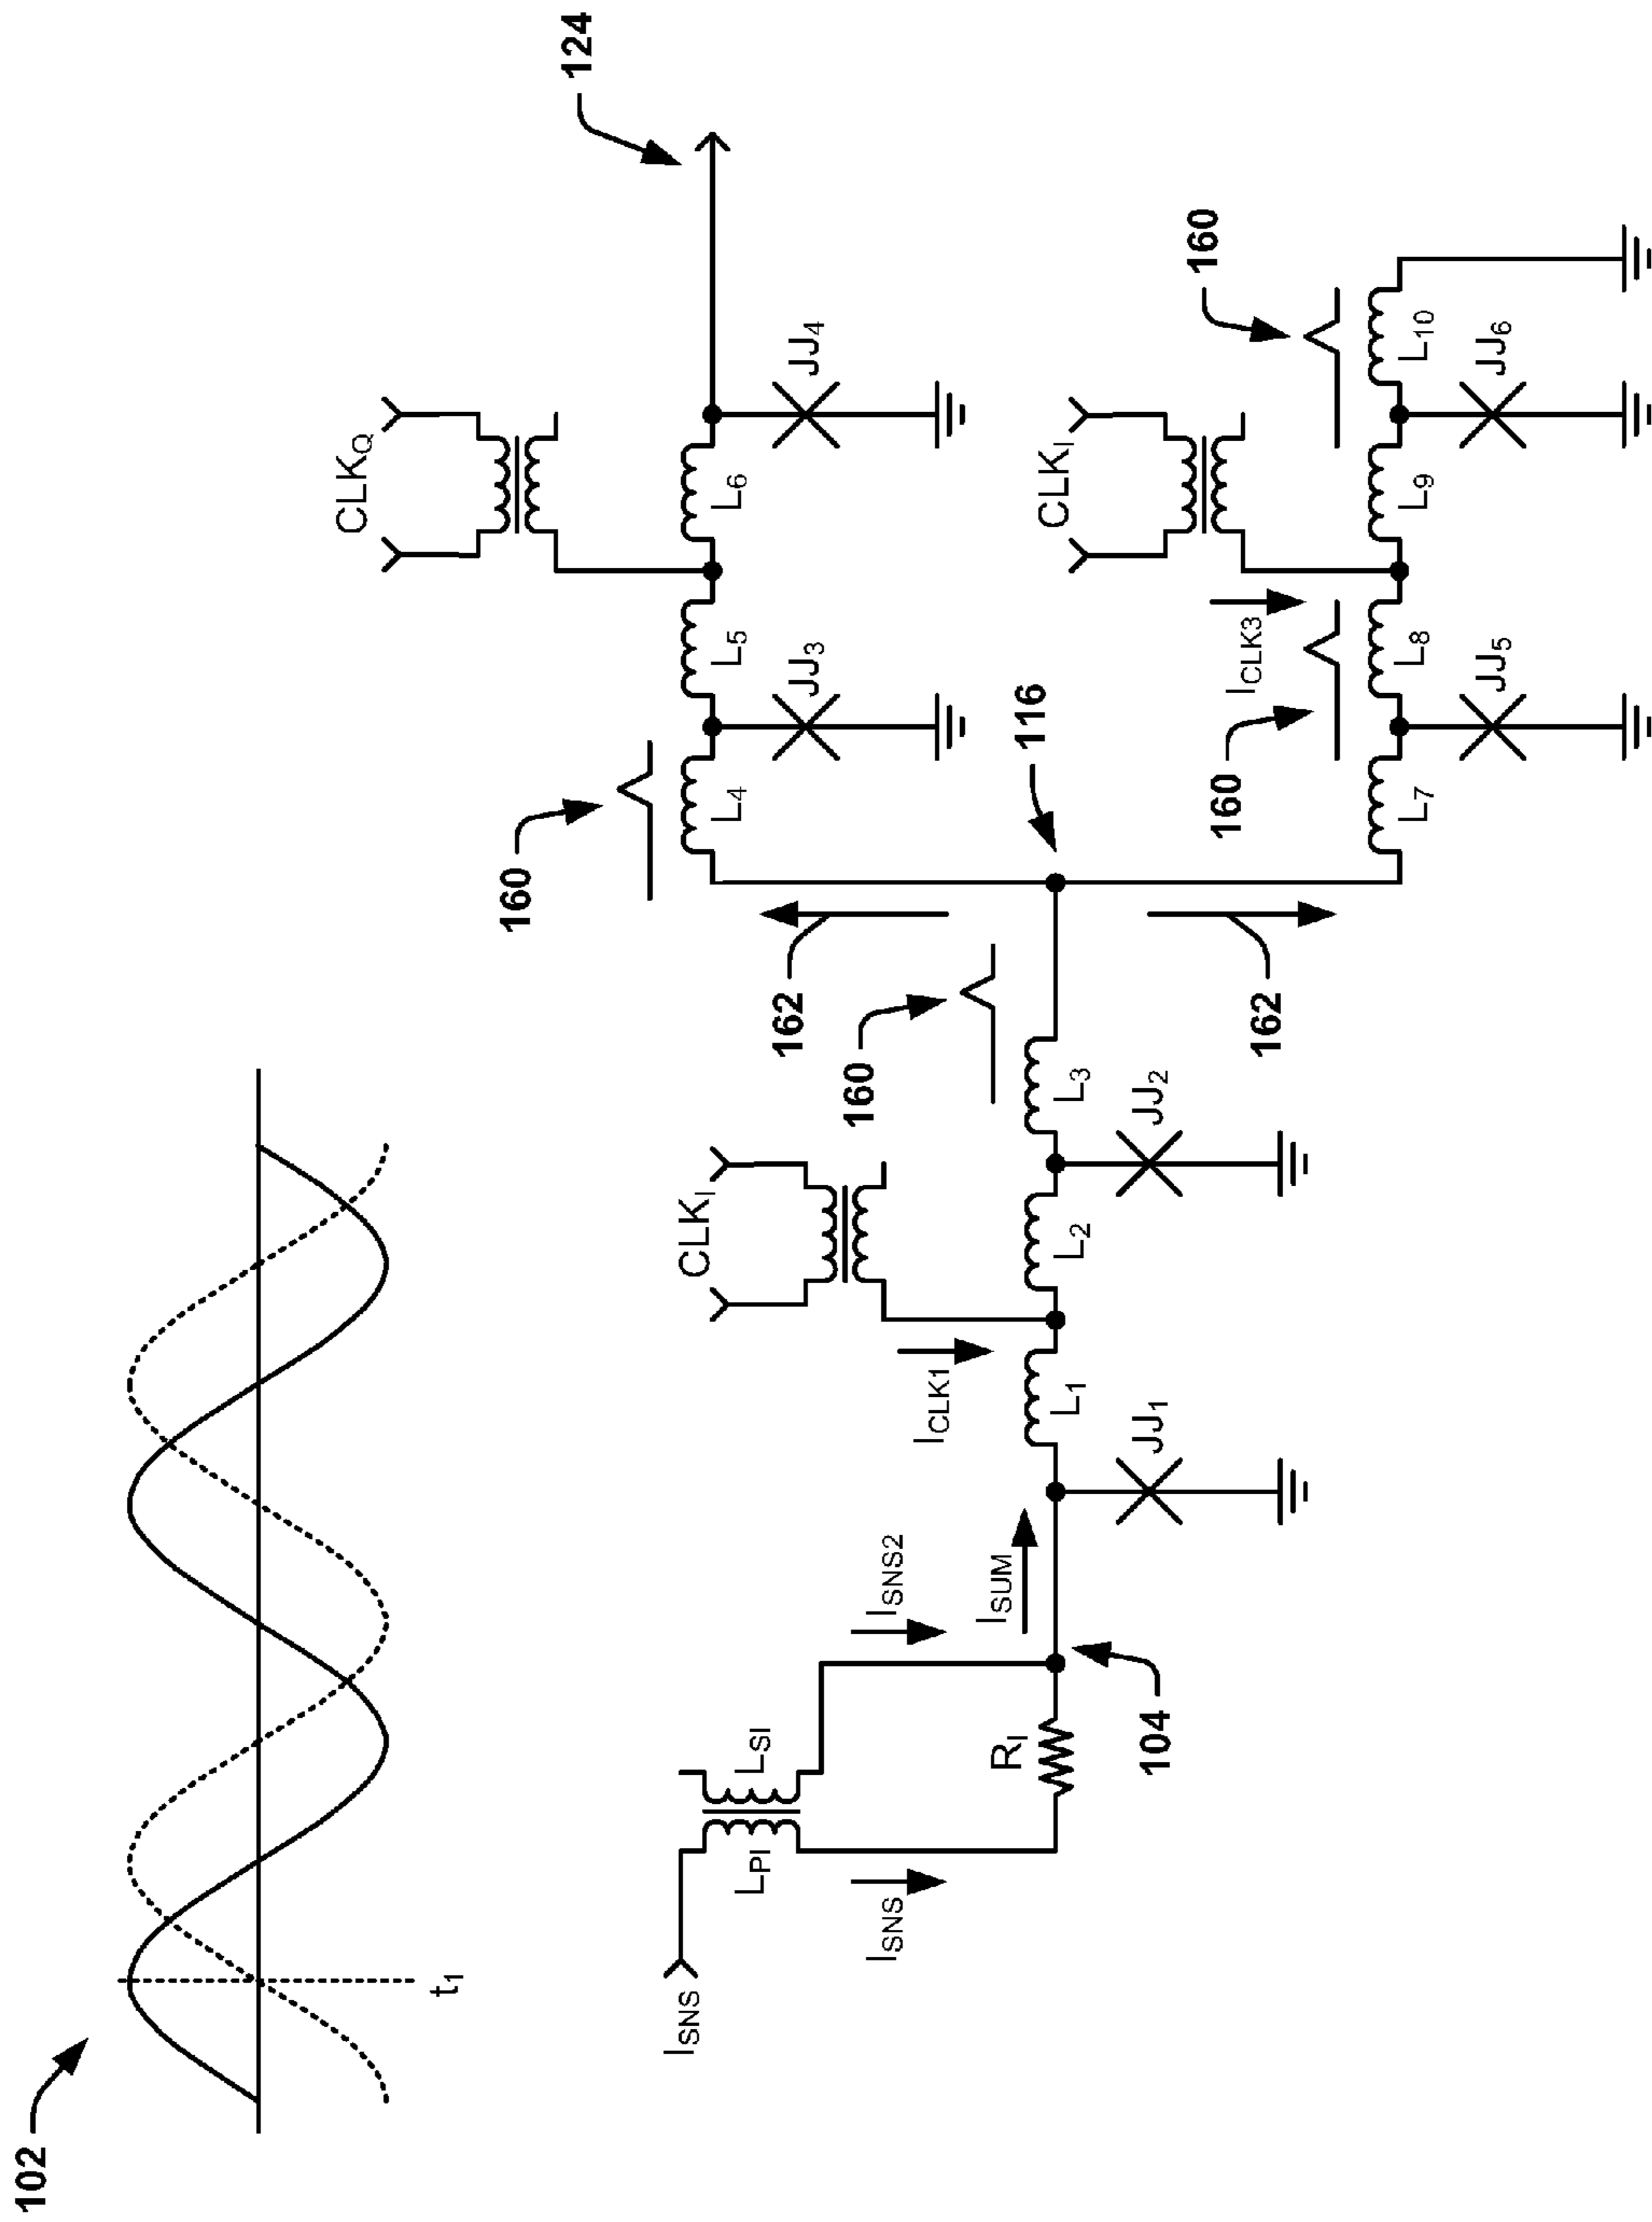 102
t1
ISNS
ISNS
LPI
LSI
RI
104
ISNS2
ISUM
JJ1
L1
ICLK1
CLKI
L2
JJ2
L3
160
162
162
116
160
L4
JJ3
L5
CLKQ
L6
JJ4
124
L7
JJ5
160
L8
ICLK3
CLKI
L9
JJ6
L10
160